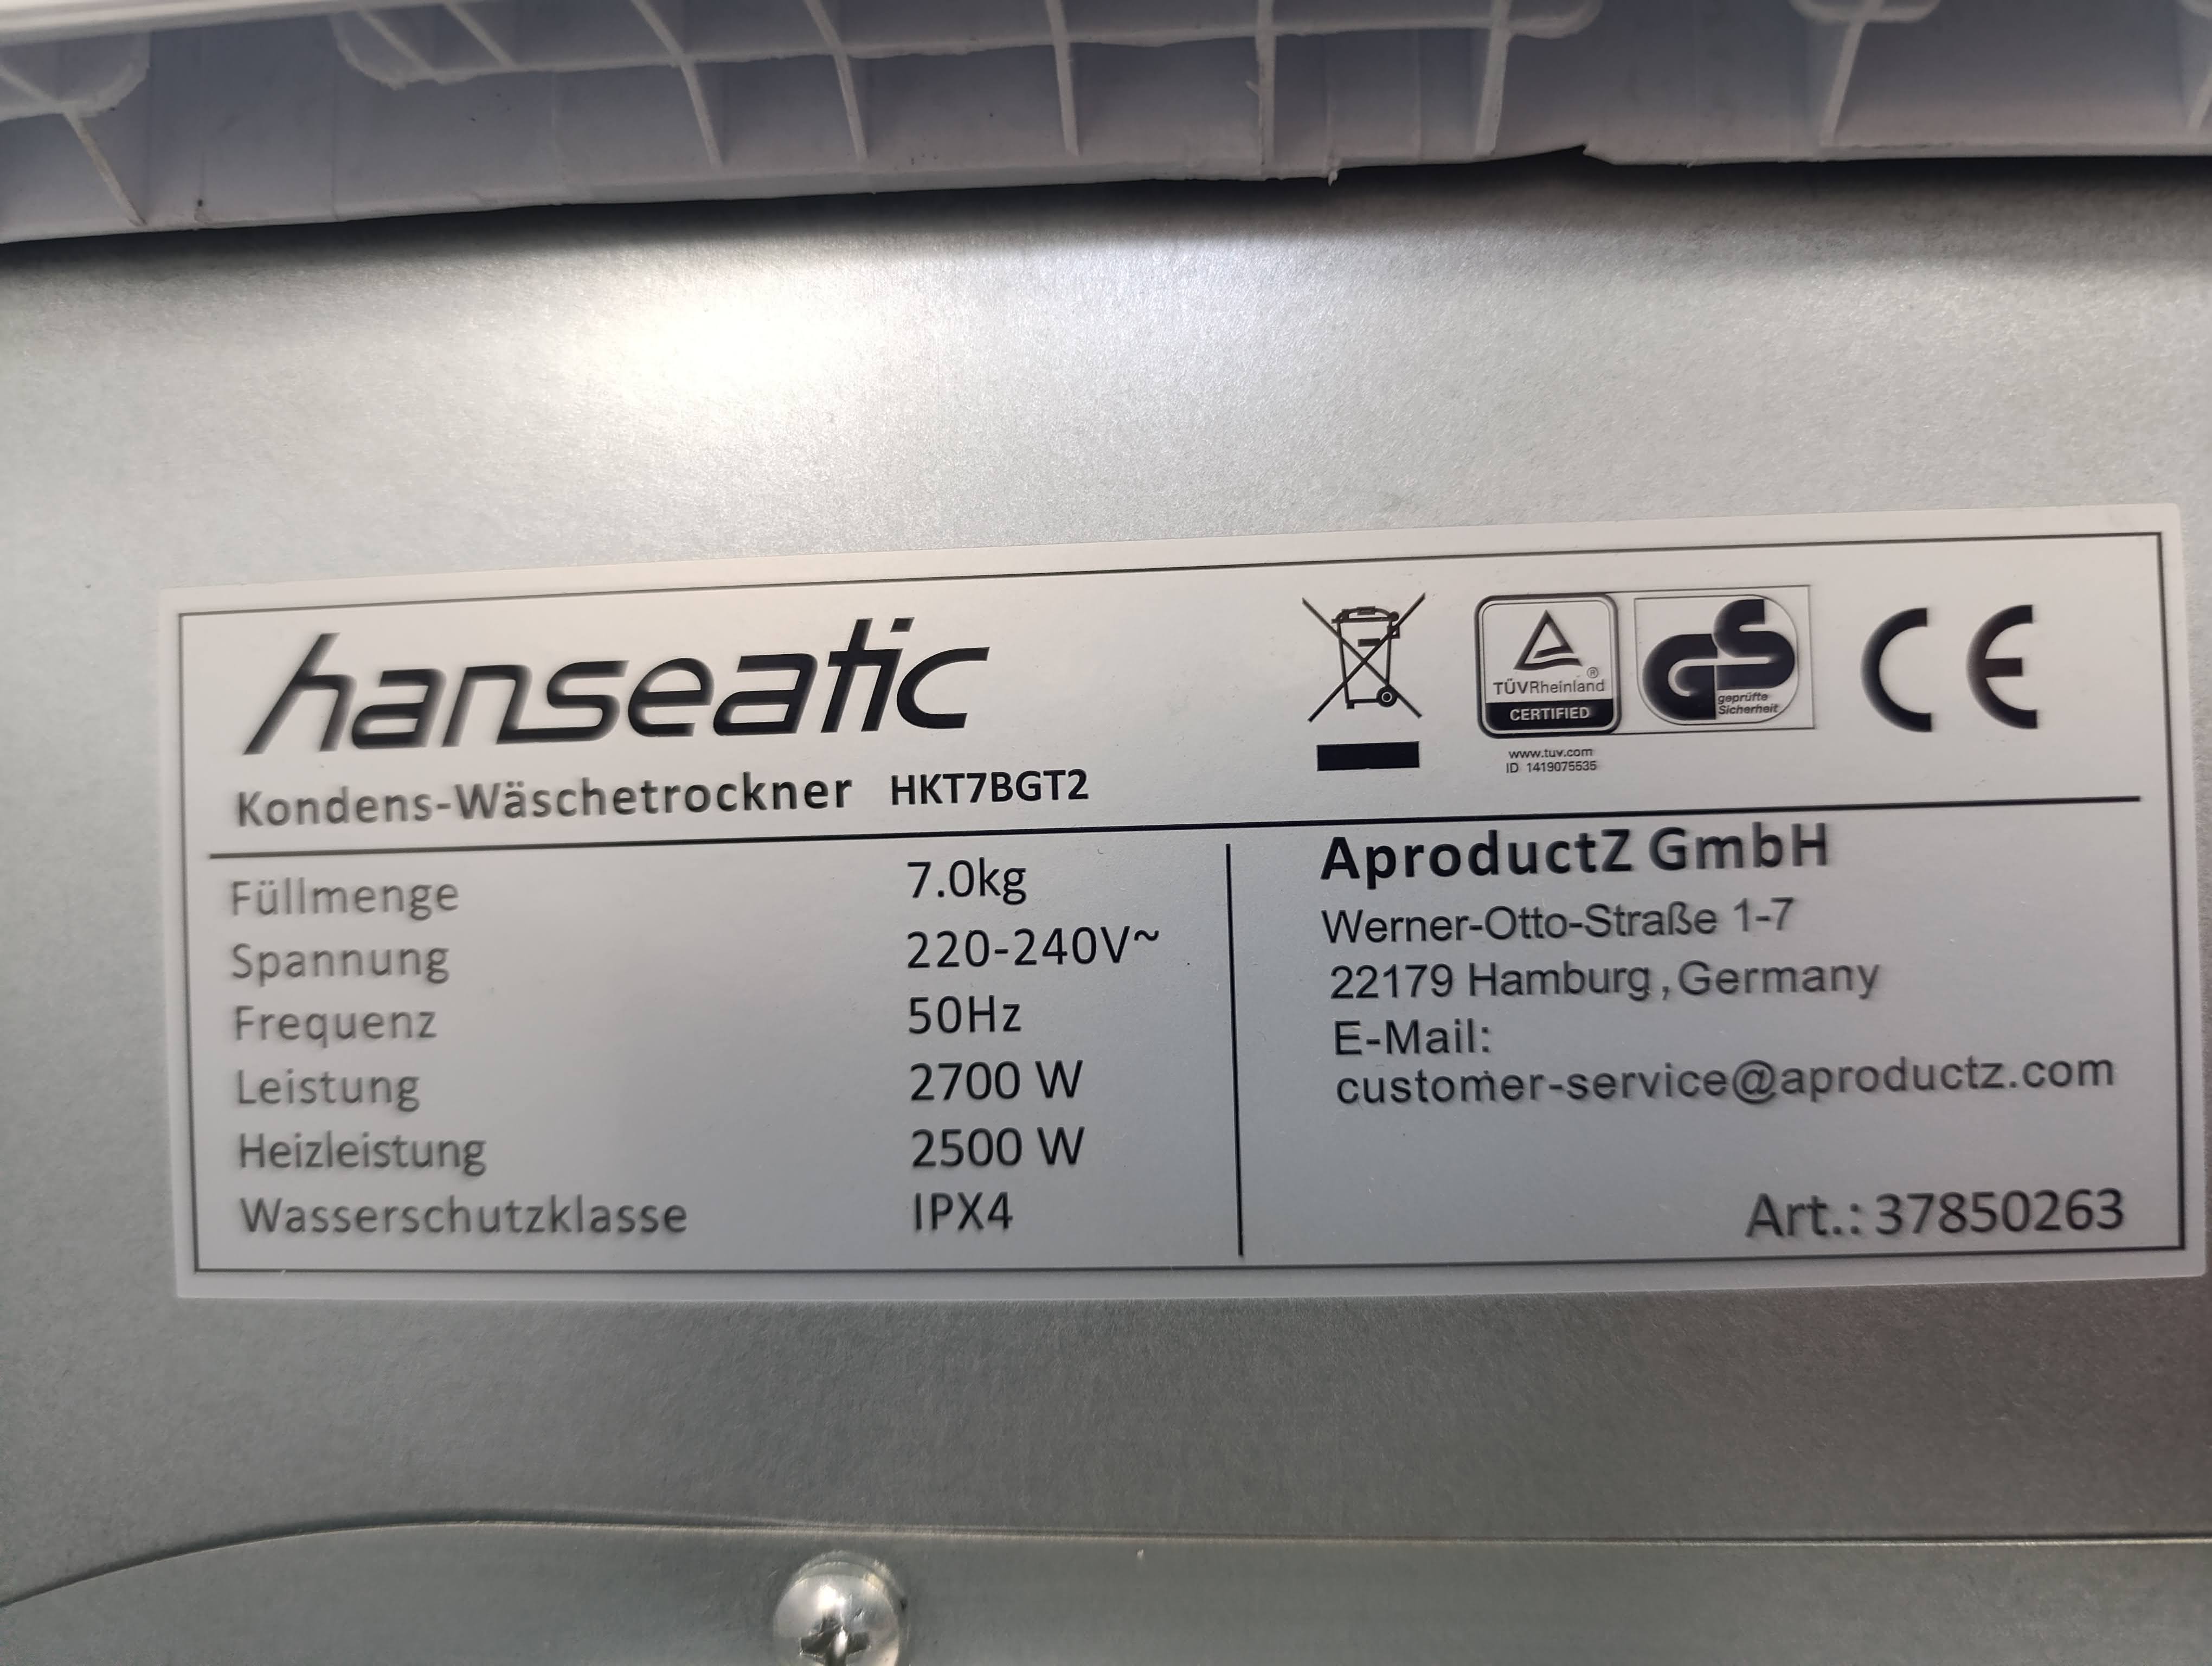 hanseatic
Kondens-Wäschetrockner HKT7BGT2
TÜVRheinland®
CERTIFIED
www.tuv.com
ID 1419075535
GS
geprüfte
Sicherheit
CE
Füllmenge 7.0kg
Spannung 220-240V~
Frequenz 50Hz
Leistung 2700 W
Heizleistung 2500 W
Wasserschutzklasse IPX4
AproductZ GmbH
Werner-Otto-Straße 1-7
22179 Hamburg, Germany
E-Mail:
customer-service@aproductz.com
Art.: 37850263